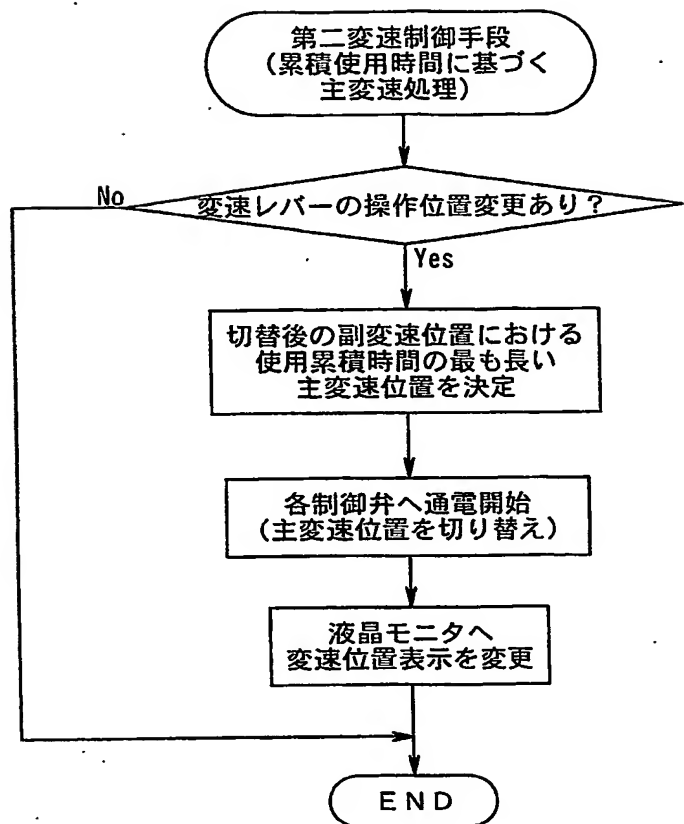 第二変速制御手段
（累積使用時間に基づく
主変速処理）
No
変速レバーの操作位置変更あり？
Yes
切替後の副変速位置における
使用累積時間の最も長い
主変速位置を決定
各制御弁へ通電開始
（主変速位置を切り替え）
液晶モニタへ
変速位置表示を変更
END